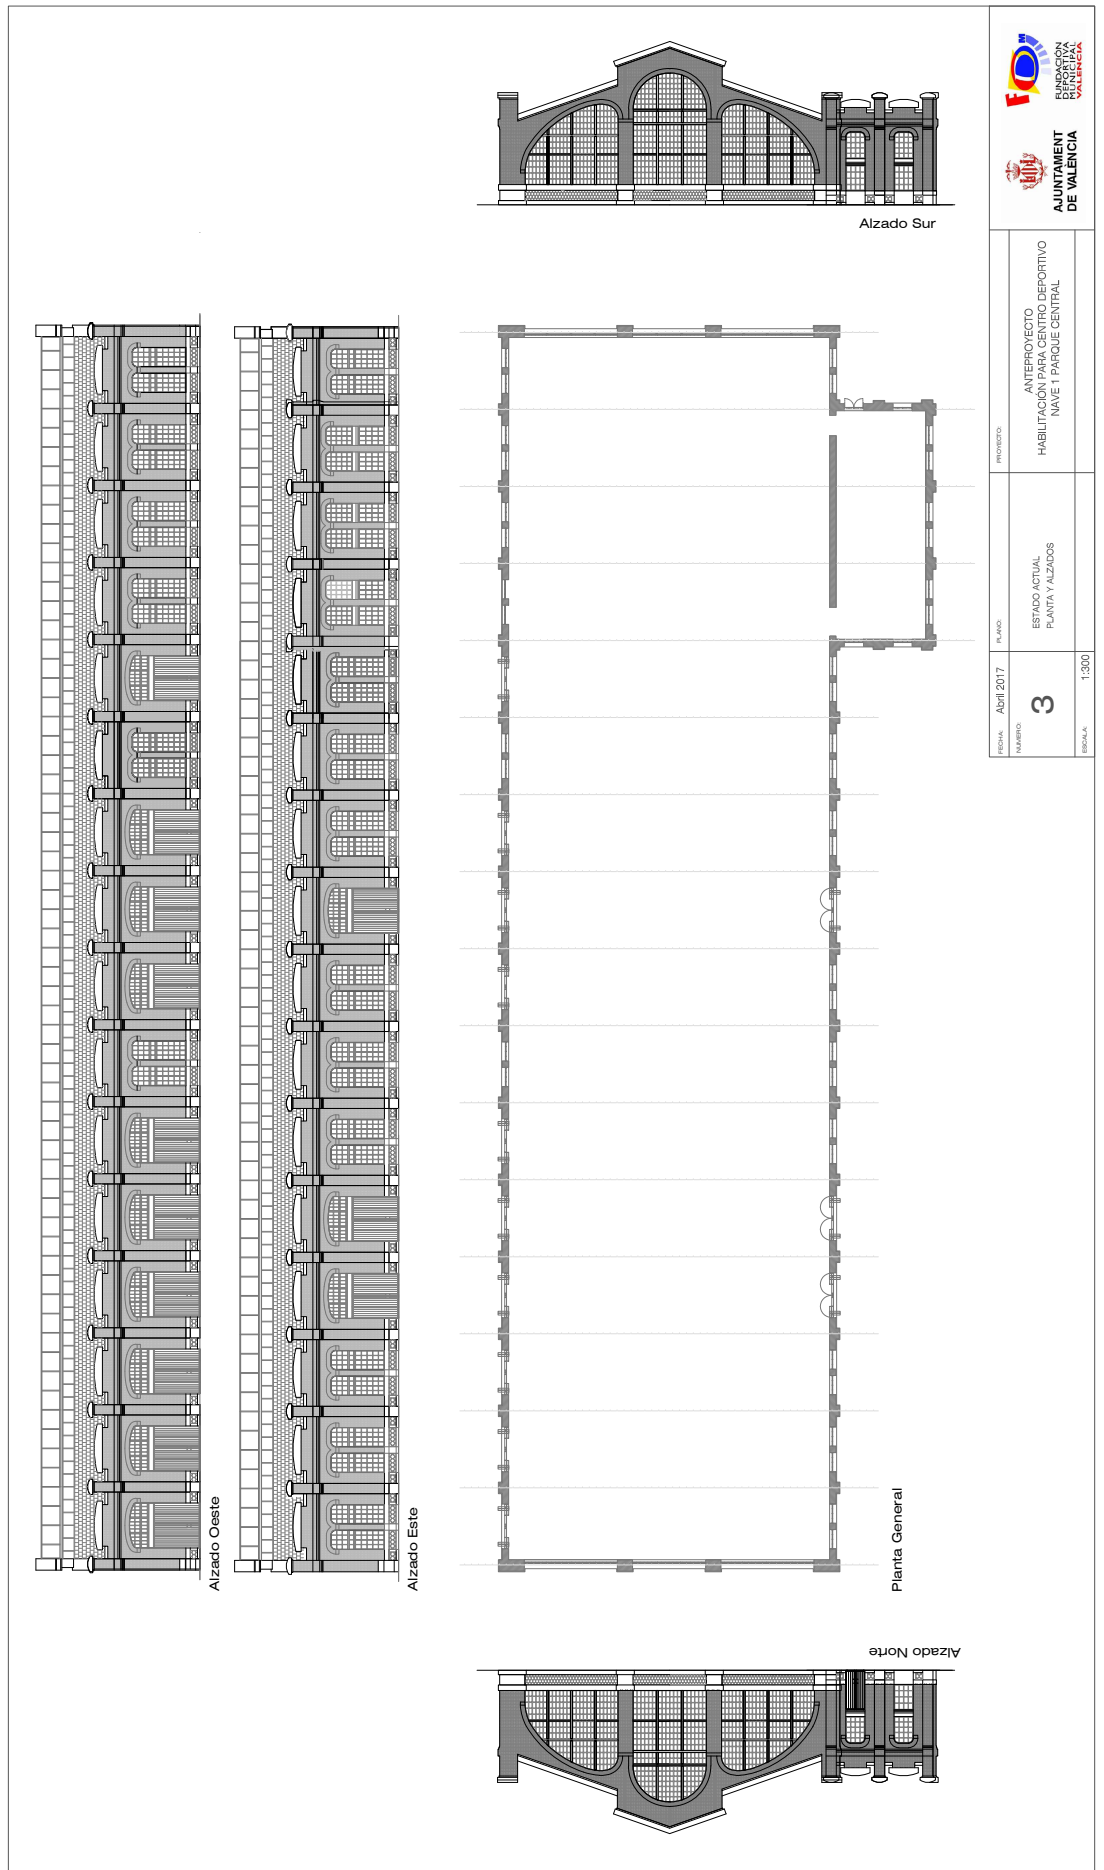 Alzado Sur
Alzado Oeste
Alzado Este
Planta General
Alzado Norte
FDM
FUNDACIÓN
DEPORTIVA
MUNICIPAL
VALENCIA
AJUNTAMENT
DE VALÈNCIA
PROYECTO:
ANTEPROYECTO
HABILITACIÓN PARA CENTRO DEPORTIVO
NAVE 1 PARQUE CENTRAL
PLANO:
ESTADO ACTUAL
PLANTA Y ALZADOS
FECHA: Abril 2017
NUMERO:
3
ESCALA: 1:300